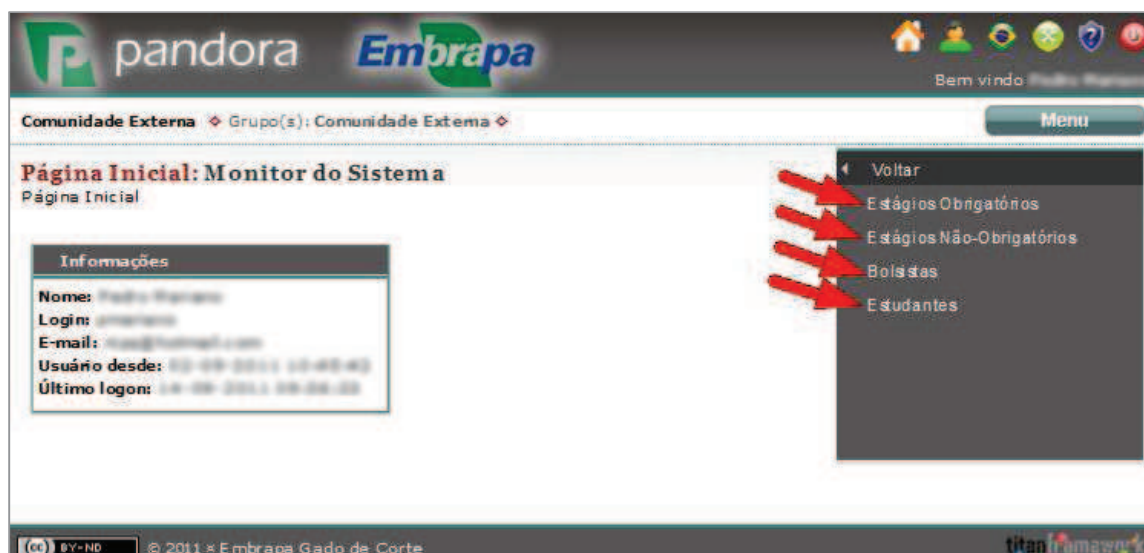 pandora Embrapa
Bem vindo
Comunidade Externa Grupo(s): Comunidade Externa
Menu
Página Inicial: Monitor do Sistema
Página Inicial
Voltar
Estágios Obrigatórios
Estágios Não-Obrigatórios
Bolsistas
Estudantes
Informações
Nome:
Login:
E-mail:
Usuário desde:
Último logon:
(cc) BY-ND © 2011 × Embrapa Gado de Corte
titan framework